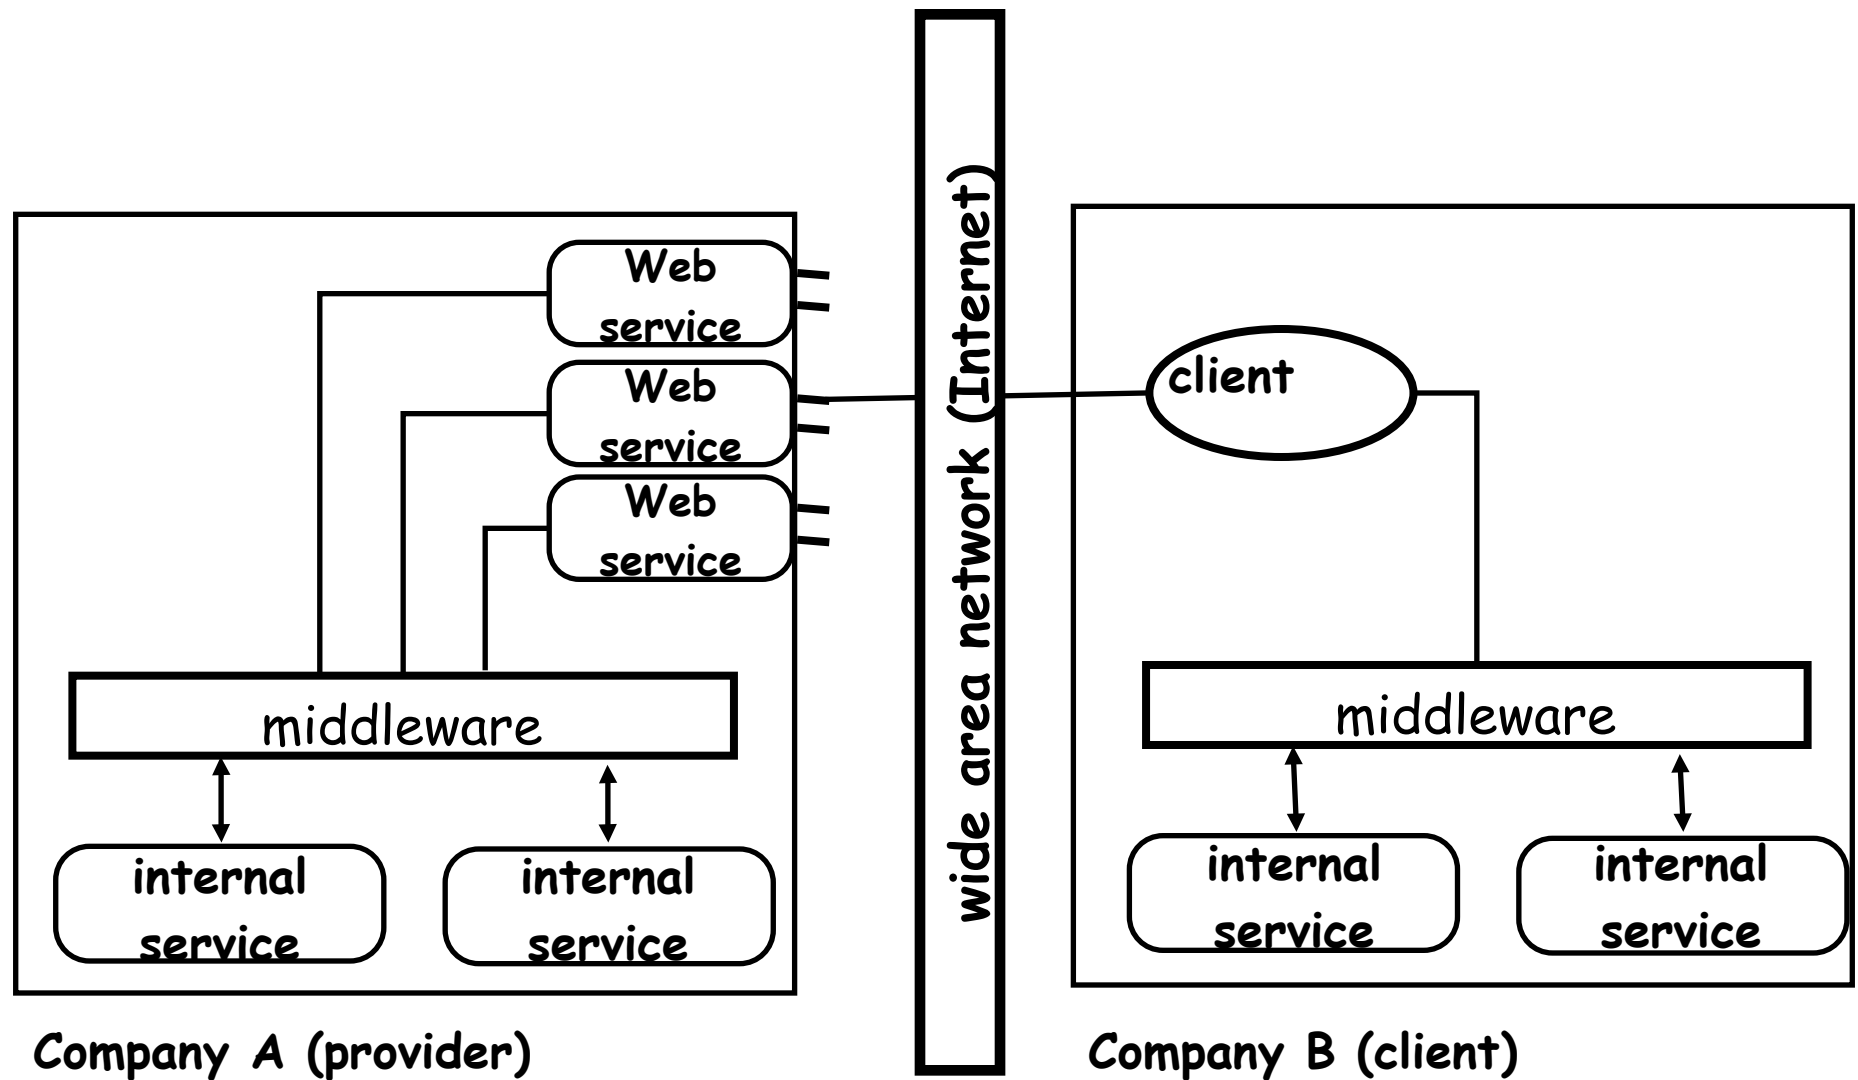 Web
service
Web
service
Web
service
middleware
internal
service
internal
service
Company A (provider)
wide area network (Internet)
client
middleware
internal
service
internal
service
Company B (client)